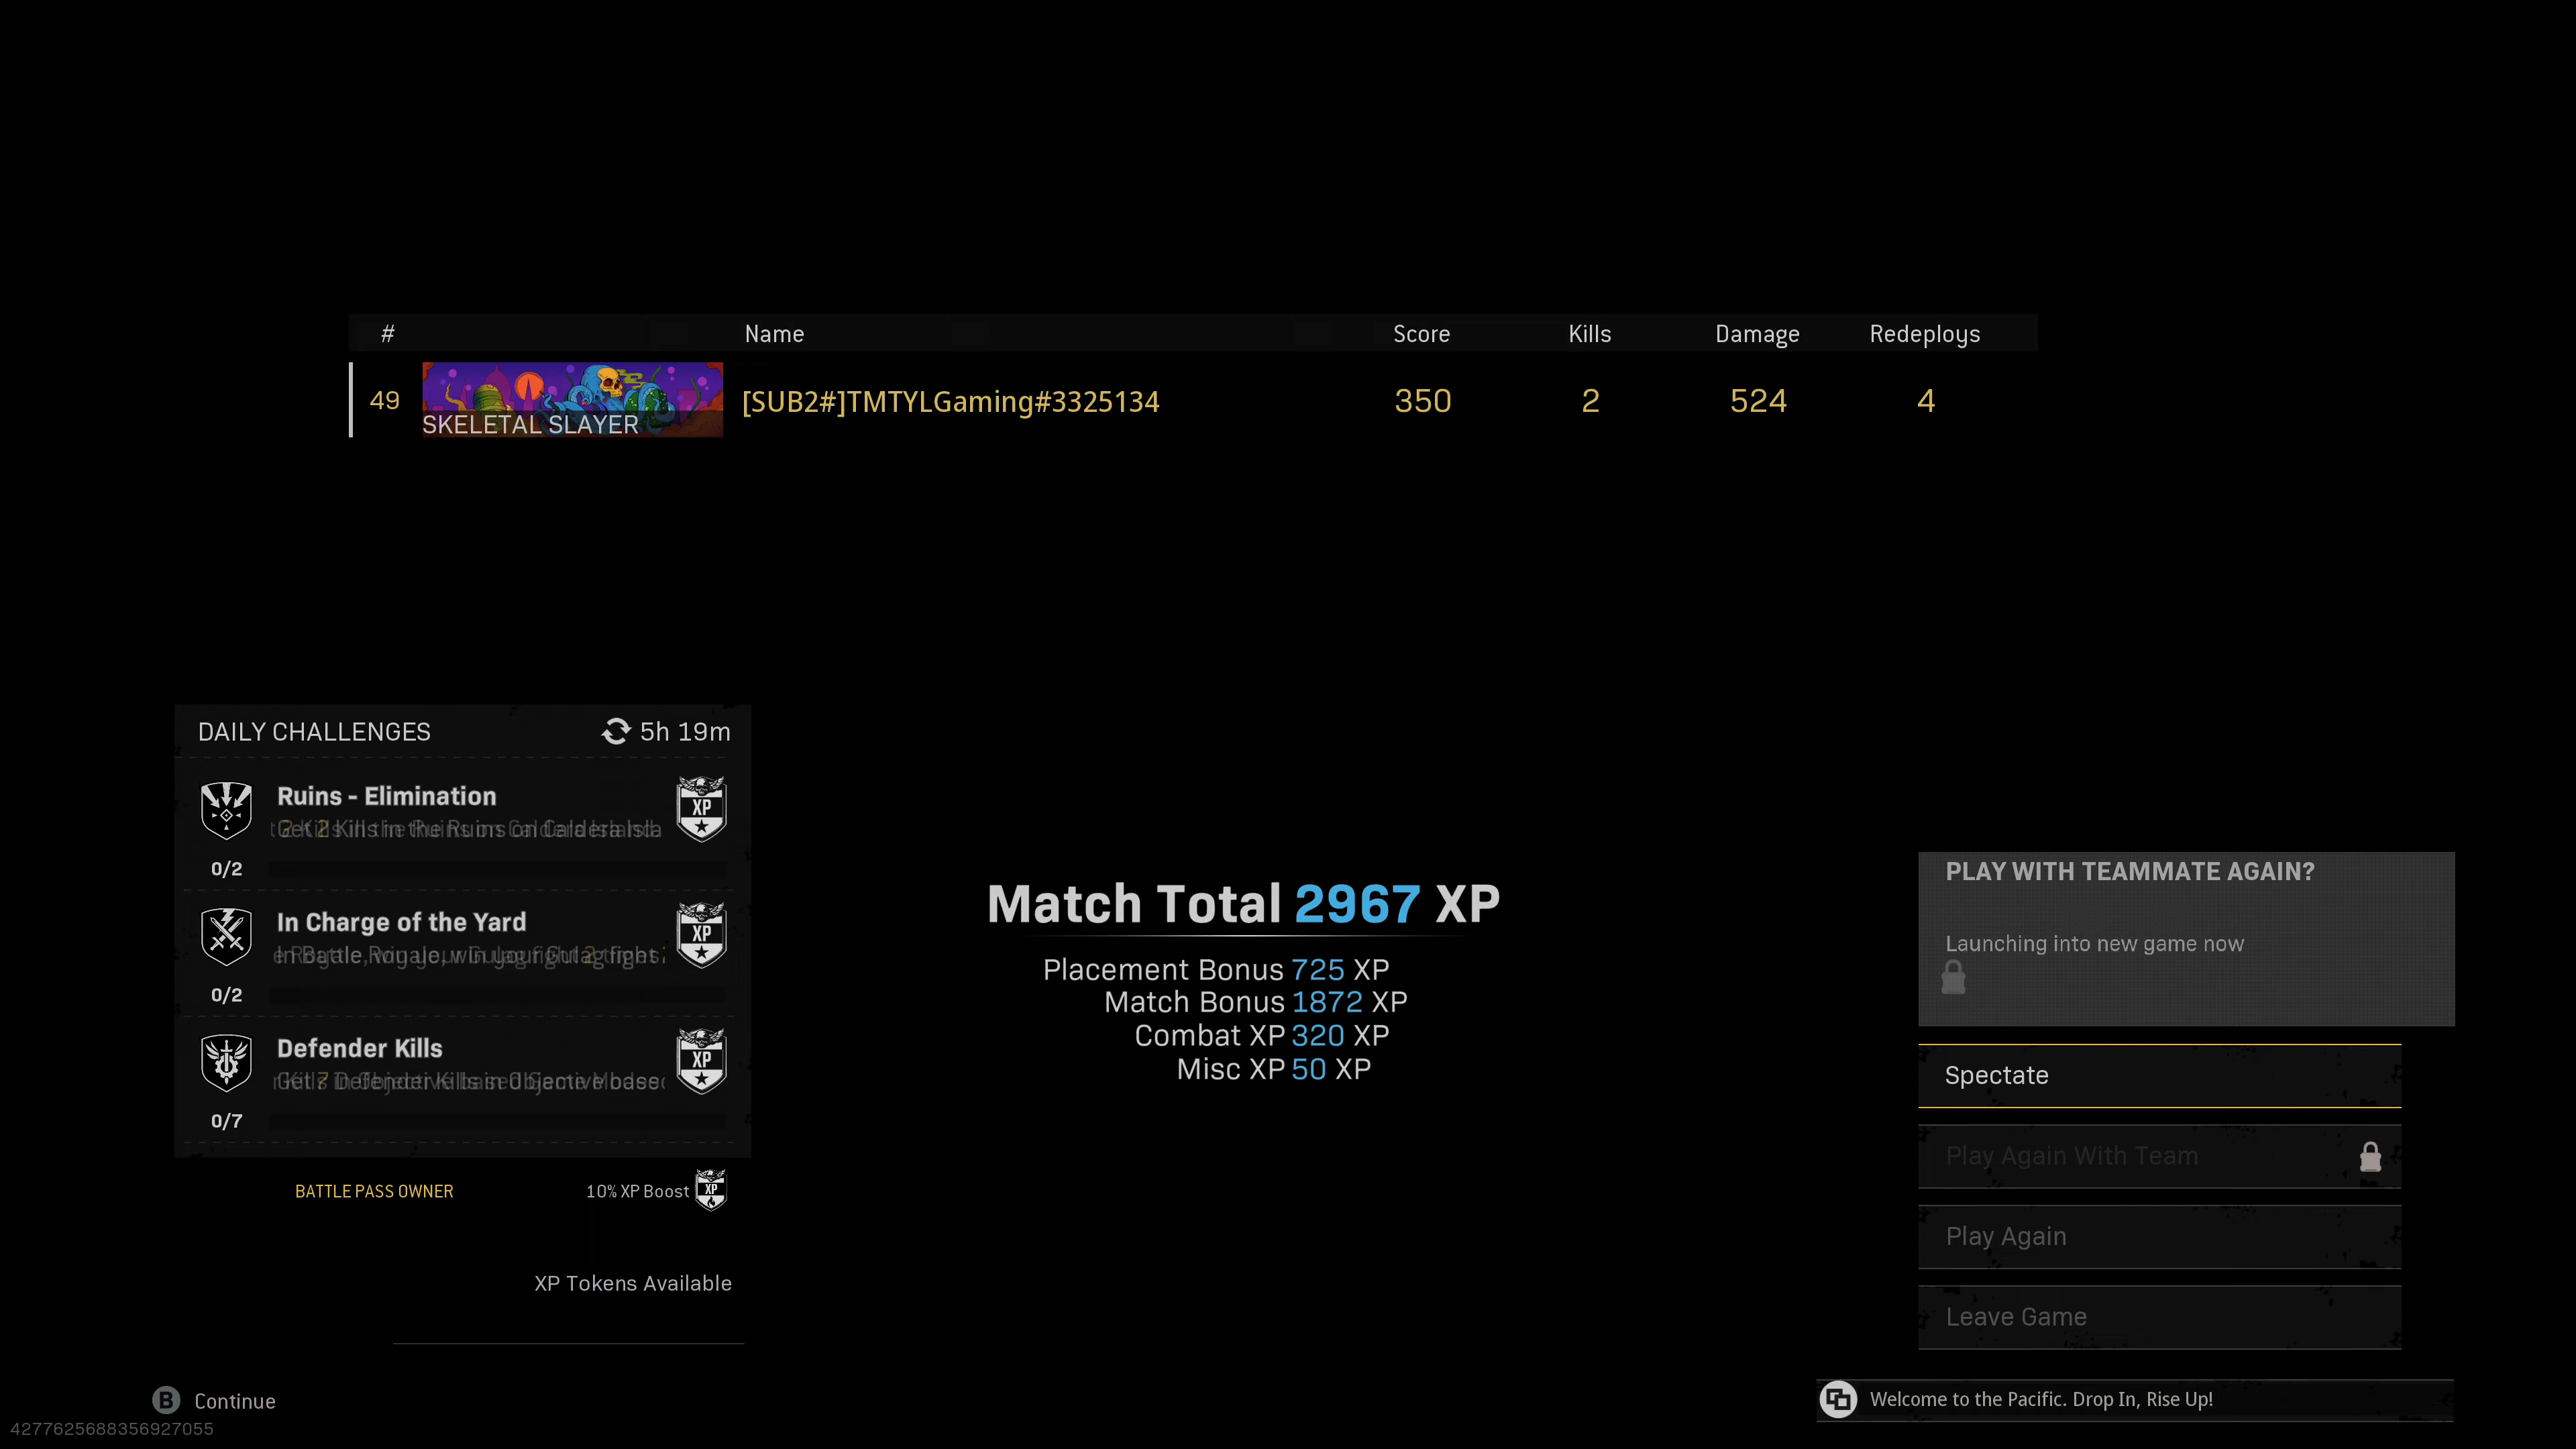 # Name Score Kills Damage Redeploys
49 SKELETAL SLAYER [SUB2#]TMTYLGaming#3325134 350 2 524 4
DAILY CHALLENGES 5h 19m
Ruins - Elimination
XP
0/2
In Charge of the Yard
XP
0/2
Defender Kills
XP
0/7
BATTLE PASS OWNER 10% XP Boost XP
XP Tokens Available
Match Total 2967 XP
Placement Bonus 725 XP
Match Bonus 1872 XP
Combat XP 320 XP
Misc XP 50 XP
PLAY WITH TEAMMATE AGAIN?
Launching into new game now
Spectate
Play Again With Team
Play Again
Leave Game
B Continue
Welcome to the Pacific. Drop In, Rise Up!
4277625688356927055